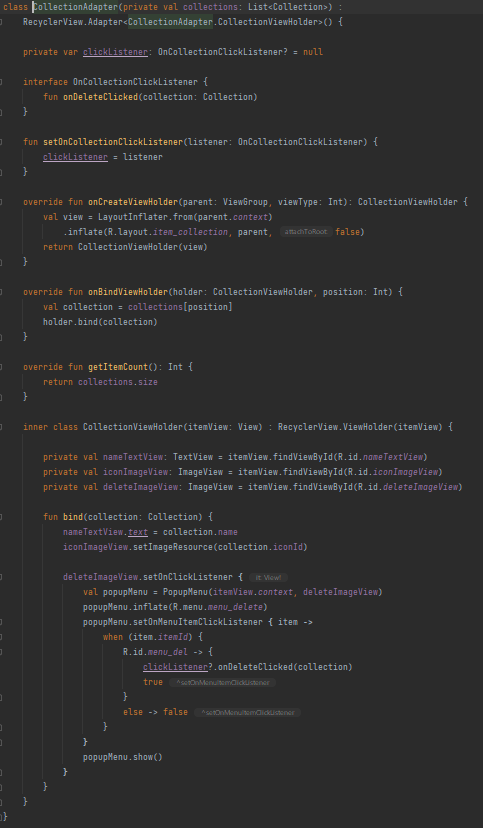 class CollectionAdapter(private val collections: List<Collection>) :
    RecyclerView.Adapter<CollectionAdapter.CollectionViewHolder>() {

    private var clickListener: OnCollectionClickListener? = null

    interface OnCollectionClickListener {
        fun onDeleteClicked(collection: Collection)
    }

    fun setOnCollectionClickListener(listener: OnCollectionClickListener) {
        clickListener = listener
    }

    override fun onCreateViewHolder(parent: ViewGroup, viewType: Int): CollectionViewHolder {
        val view = LayoutInflater.from(parent.context)
            .inflate(R.layout.item_collection, parent, attachToRoot: false)
        return CollectionViewHolder(view)
    }

    override fun onBindViewHolder(holder: CollectionViewHolder, position: Int) {
        val collection = collections[position]
        holder.bind(collection)
    }

    override fun getItemCount(): Int {
        return collections.size
    }

    inner class CollectionViewHolder(itemView: View) : RecyclerView.ViewHolder(itemView) {

        private val nameTextView: TextView = itemView.findViewById(R.id.nameTextView)
        private val iconImageView: ImageView = itemView.findViewById(R.id.iconImageView)
        private val deleteImageView: ImageView = itemView.findViewById(R.id.deleteImageView)

        fun bind(collection: Collection) {
            nameTextView.text = collection.name
            iconImageView.setImageResource(collection.iconId)

            deleteImageView.setOnClickListener { it: View!
                val popupMenu = PopupMenu(itemView.context, deleteImageView)
                popupMenu.inflate(R.menu.menu_delete)
                popupMenu.setOnMenuItemClickListener { item ->
                    when (item.itemId) {
                        R.id.menu_del -> {
                            clickListener?.onDeleteClicked(collection)
                            true ^setOnMenuItemClickListener
                        }
                        else -> false ^setOnMenuItemClickListener
                    }
                }
                popupMenu.show()
            }
        }
    }
}